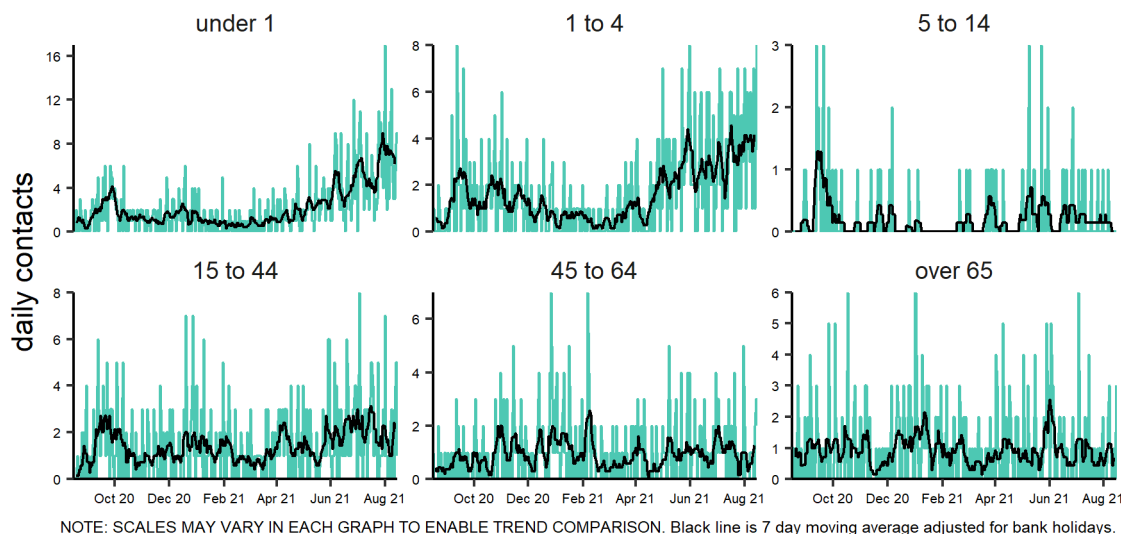 under 1
1 to 4
5 to 14
16
12
8
4
0
8
6
4
2
0
3
2
1
0
daily contacts
15 to 44
45 to 64
over 65
8
6
4
2
0
6
4
2
0
6
5
4
3
2
1
0
Oct 20 Dec 20 Feb 21 Apr 21 Jun 21 Aug 21
Oct 20 Dec 20 Feb 21 Apr 21 Jun 21 Aug 21
Oct 20 Dec 20 Feb 21 Apr 21 Jun 21 Aug 21
NOTE: SCALES MAY VARY IN EACH GRAPH TO ENABLE TREND COMPARISON. Black line is 7 day moving average adjusted for bank holidays.